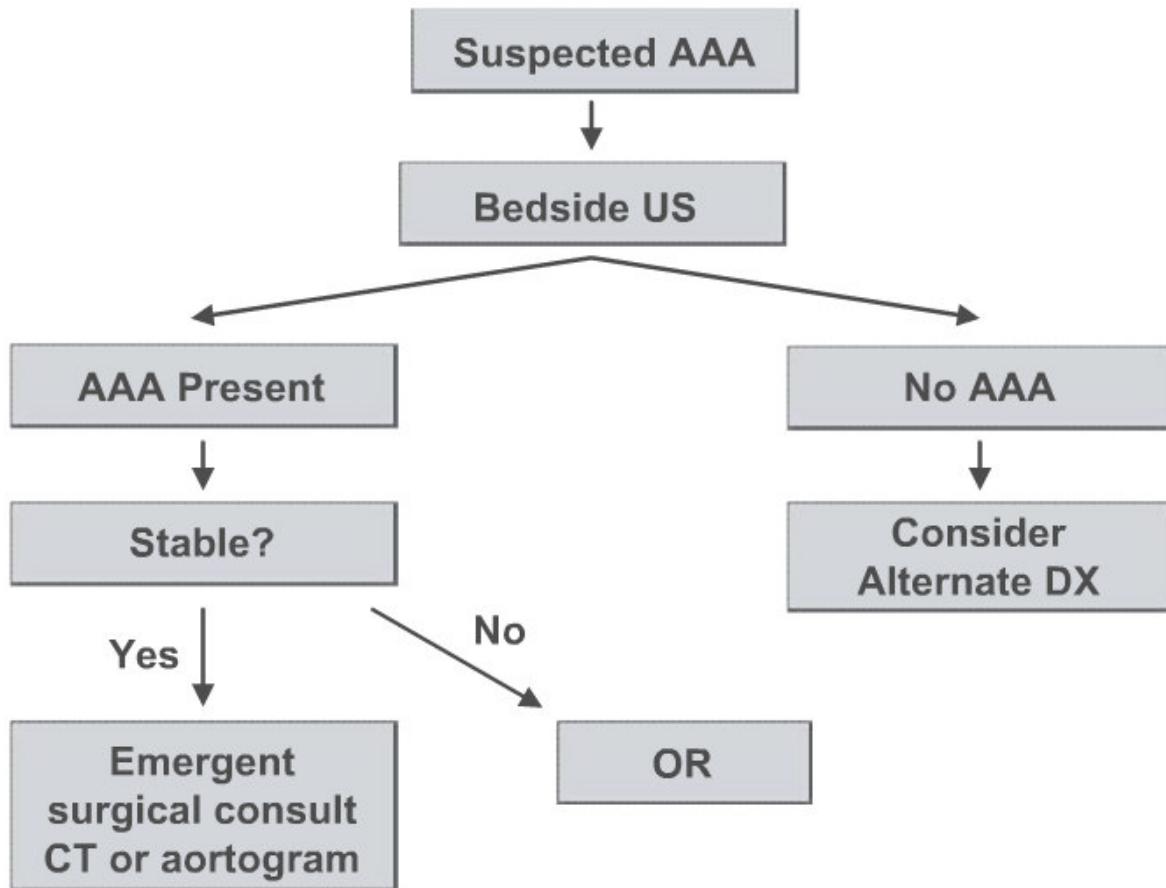 Suspected AAA
Bedside US
AAA Present
No AAA
Stable?
Consider
Alternate DX
Yes
No
Emergent
surgical consult
CT or aortogram
OR